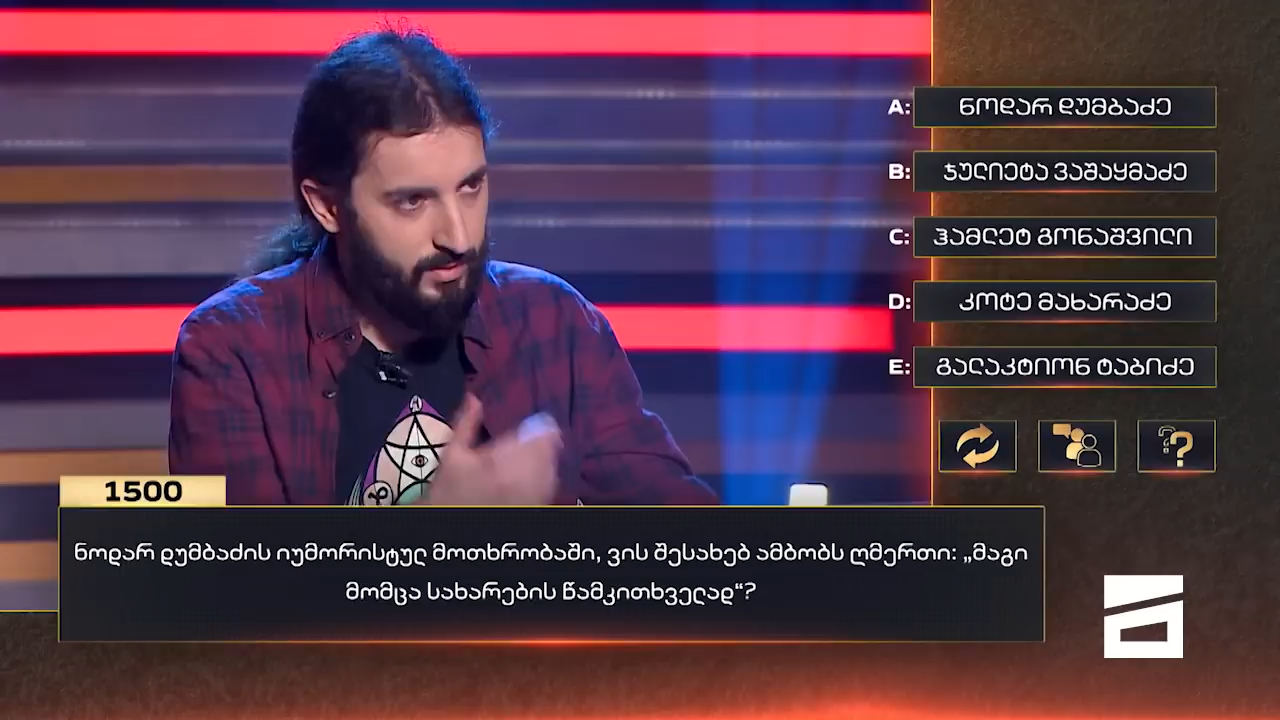 A: ნოდარ დუმბაძე
B: ჯულიეტა ვაშაყმაძე
C: ჰამლეტ გონაშვილი
D: კოტე მახარაძე
E: გალაკტიონ ტაბიძე
1500
ნოდარ დუმბაძის იუმორისტულ მოთხრობაში, ვის შესახებ ამბობს ღმერთი: „მაგი
მომცა სახარების წამკითხველად“?